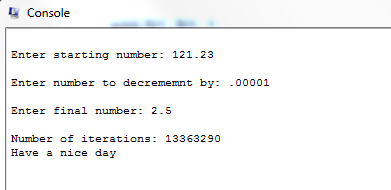 Console
Enter starting number: 121.23
Enter number to decrememnt by: .00001
Enter final number: 2.5
Number of iterations: 13363290
Have a nice day